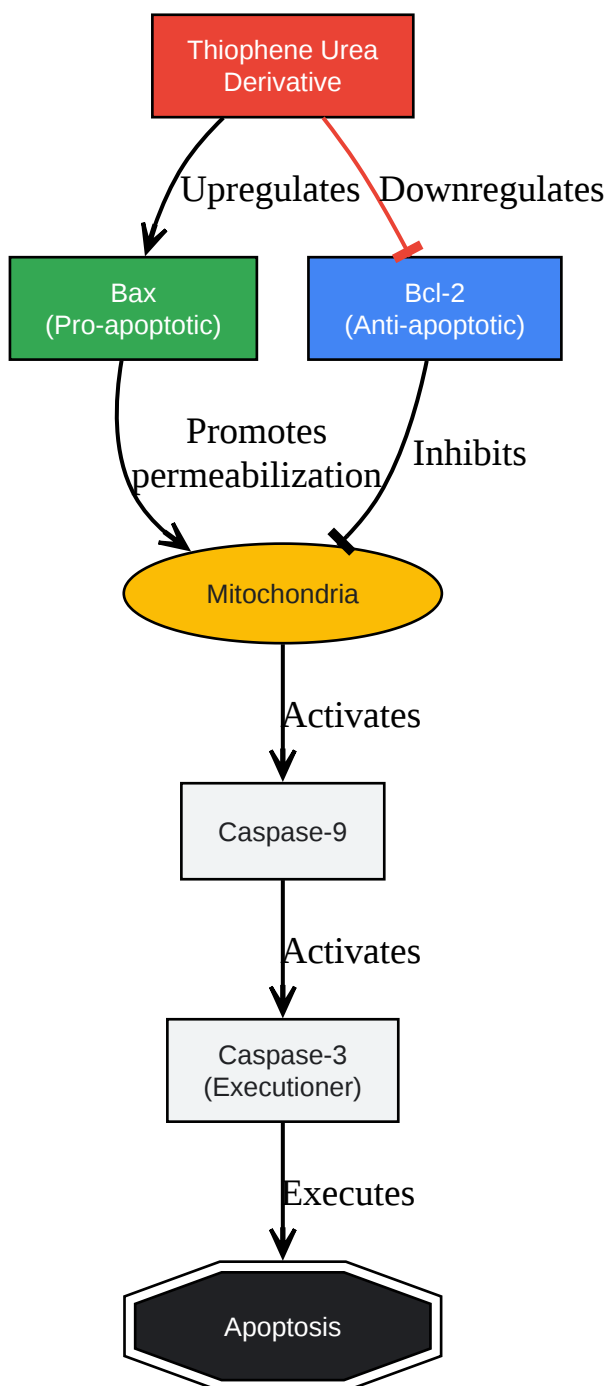 Thiophene Urea
Derivative
Upregulates
Downregulates
Bax
(Pro-apoptotic)
Bcl-2
(Anti-apoptotic)
Promotes
permeabilization
Inhibits
Mitochondria
Activates
Caspase-9
Activates
Caspase-3
(Executioner)
Executes
Apoptosis